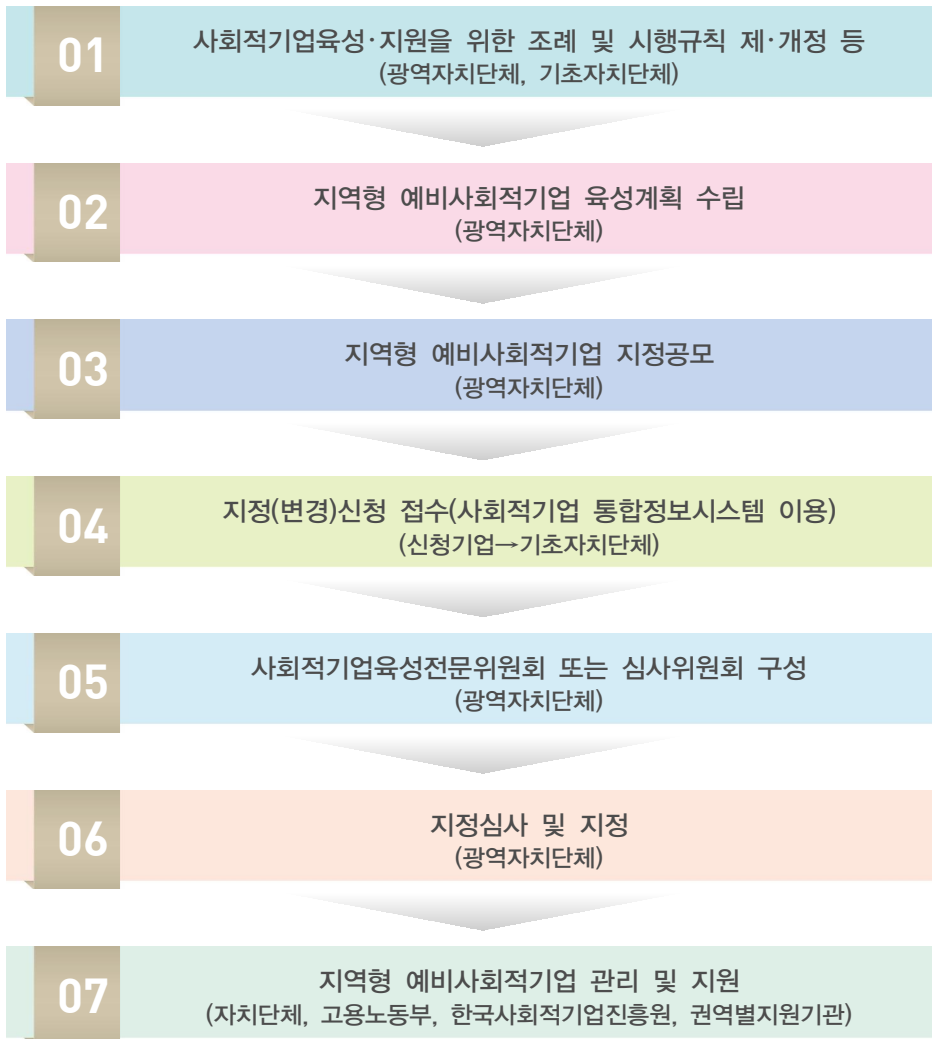 01
사회적기업육성·지원을 위한 조례 및 시행규칙 제·개정 등
(광역자치단체, 기초자치단체)
02
지역형 예비사회적기업 육성계획 수립
(광역자치단체)
03
지역형 예비사회적기업 지정공모
(광역자치단체)
04
지정(변경)신청 접수(사회적기업 통합정보시스템 이용)
(신청기업→기초자치단체)
05
사회적기업육성전문위원회 또는 심사위원회 구성
(광역자치단체)
06
지정심사 및 지정
(광역자치단체)
07
지역형 예비사회적기업 관리 및 지원
(자치단체, 고용노동부, 한국사회적기업진흥원, 권역별지원기관)